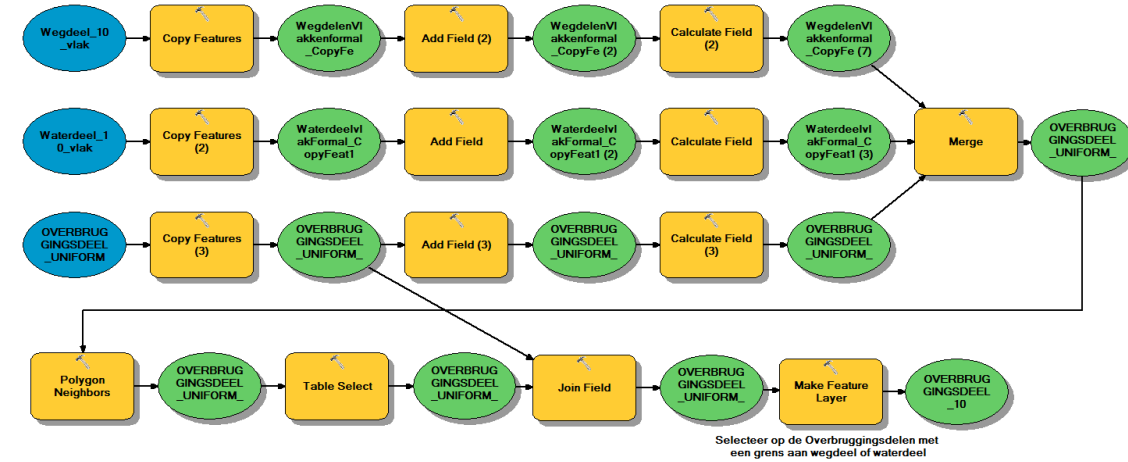 Wegdeel_10
_vlak
Copy Features
WegdelenVl
akkenformal
_CopyFe
Add Field (2)
WegdelenVl
akkenformal
_CopyFe (2)
Calculate Field
(2)
WegdelenVl
akkenformal
_CopyFe (7)
Waterdeel_1
0_vlak
Copy Features
(2)
Waterdeelvl
akFormal_C
opyFeat1
Add Field
Waterdeelvl
akFormal_C
opyFeat1 (2)
Calculate Field
Waterdeelvl
akFormal_C
opyFeat1 (3)
Merge
OVERBRUG
GINGSDEEL
_UNIFORM_
OVERBRUG
GINGSDEEL
_UNIFORM
Copy Features
(3)
OVERBRUG
GINGSDEEL
_UNIFORM_
Add Field (3)
OVERBRUG
GINGSDEEL
_UNIFORM_
Calculate Field
(3)
OVERBRUG
GINGSDEEL
_UNIFORM_
Polygon
Neighbors
OVERBRUG
GINGSDEEL
_UNIFORM_
Table Select
OVERBRUG
GINGSDEEL
_UNIFORM_
Join Field
OVERBRUG
GINGSDEEL
_UNIFORM_
Make Feature
Layer
OVERBRUG
GINGSDEEL
_10
Selecteer op de Overbruggingsdelen met
een grens aan wegdeel of waterdeel